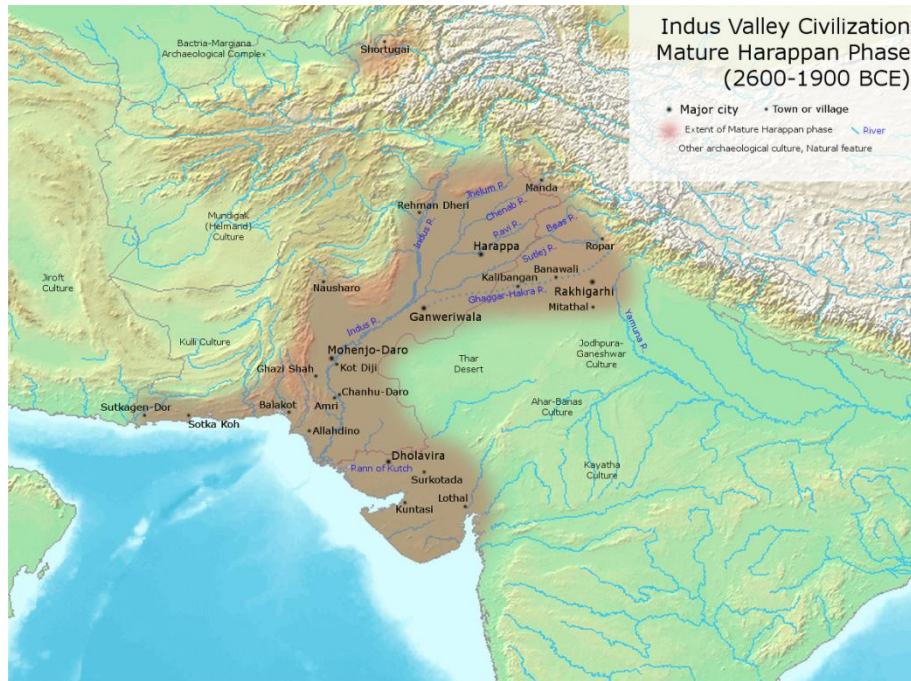 Indus Valley Civilization
Mature Harappan Phase
(2600-1900 BCE)
Major city
Town or village
Extent of Mature Harappan phase
River
Other archaeological culture, Natural feature
Bactria-Margiana
Archaeological Complex
Shortugai
Manda
Jhelum R.
Rehman Dheri
Chenab R.
Mundigak
(Helmand)
Culture
Ravi R.
Beas R.
Indus R.
Harappa
Sutlej R.
Ropar
Jiroft
Culture
Nausharo
Kalibangan
Banawali
Rakhigarhi
Ghaggar-Hakra R.
Mitathal
Ganweriwala
Indus R.
Yamuna R.
Kulli Culture
Mohenjo-Daro
Kot Diji
Ghazi Shah
Thar
Desert
Jodhpura-
Ganeshwar
Culture
Chanhu-Daro
Amri
Balakot
Sutkagen-Dor
Sotka Koh
Ahar-Banas
Culture
Allahdino
Dholavira
Rann of Kutch
Surkotada
Kayatha
Culture
Lothal
Kuntasi